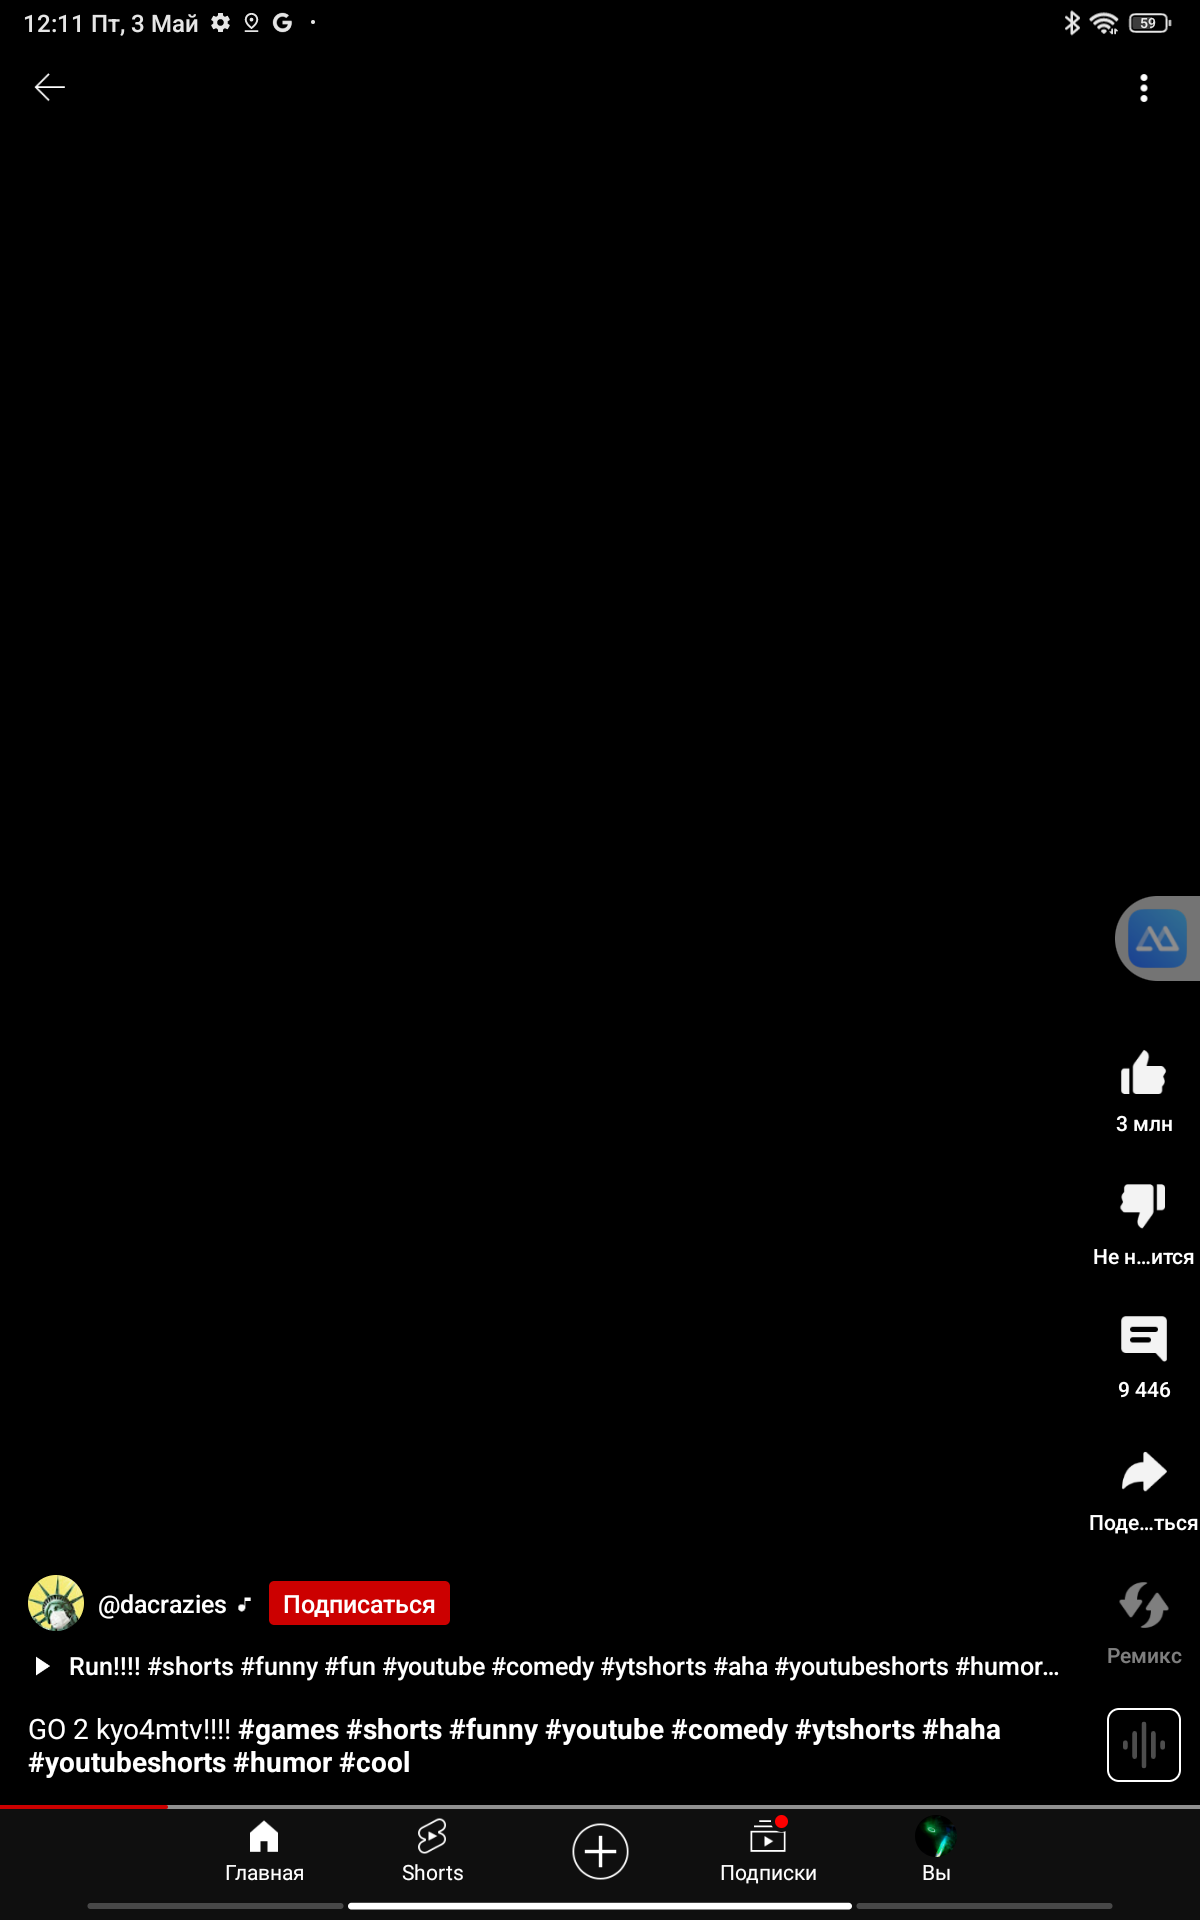 12:11 Пт, 3 Май
59
3 млн
Не н...ится
9 446
Поде...ться
@dacrazies
Подписаться
Run!!!! #shorts #funny #fun #youtube #comedy #ytshorts #aha #youtubeshorts #humor...
Ремикс
GO 2 kyo4mtv!!!! #games #shorts #funny #youtube #comedy #ytshorts #haha
#youtubeshorts #humor #cool
Главная
Shorts
Подписки
Вы